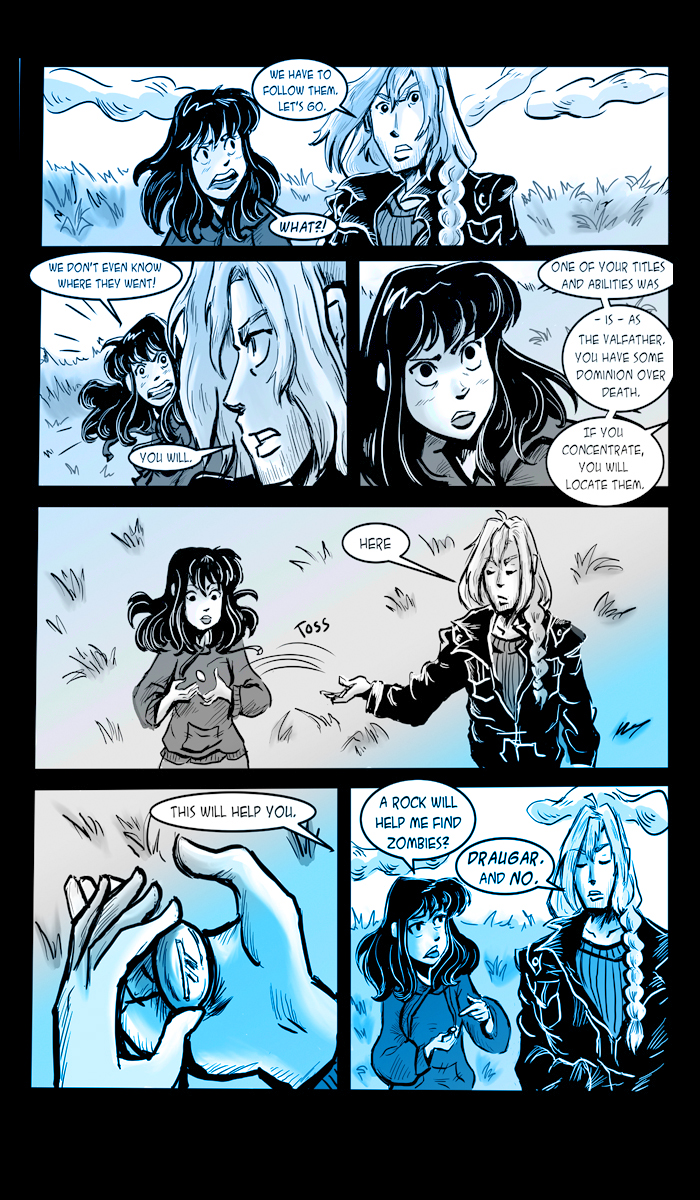 WE HAVE TO
FOLLOW THEM.
LET'S GO.
WHAT?!
WE DON'T EVEN KNOW
WHERE THEY WENT!
YOU WILL.
ONE OF YOUR TITLES
AND ABILITIES WAS
- IS - AS
THE VALFATHER.
YOU HAVE SOME
DOMINION OVER
DEATH.
IF YOU
CONCENTRATE,
YOU WILL
LOCATE THEM.
HERE
TOSS
THIS WILL HELP YOU.
A ROCK WILL
HELP ME FIND
ZOMBIES?
DRAUGAR.
AND NO.